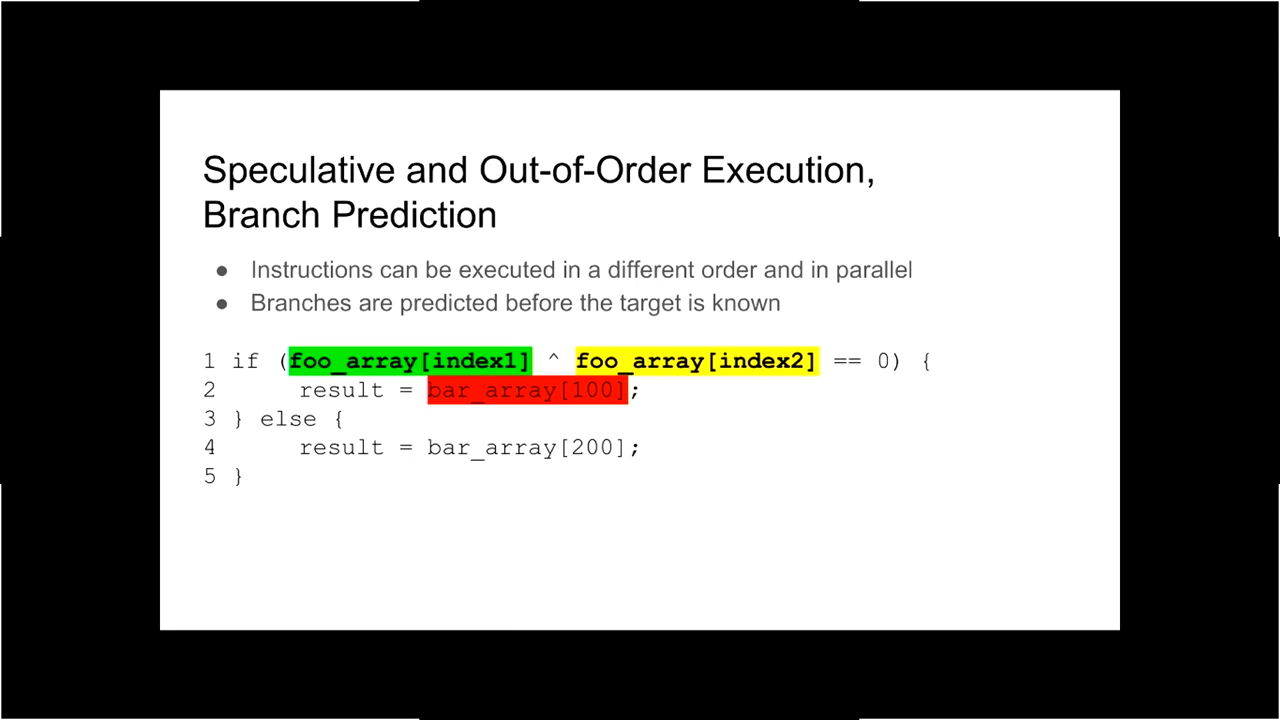 Speculative and Out-of-Order Execution,
Branch Prediction
● Instructions can be executed in a different order and in parallel
● Branches are predicted before the target is known
1 if (foo_array[index1] ^ foo_array[index2] == 0) {
2 result = bar_array[100];
3 } else {
4 result = bar_array[200];
5 }